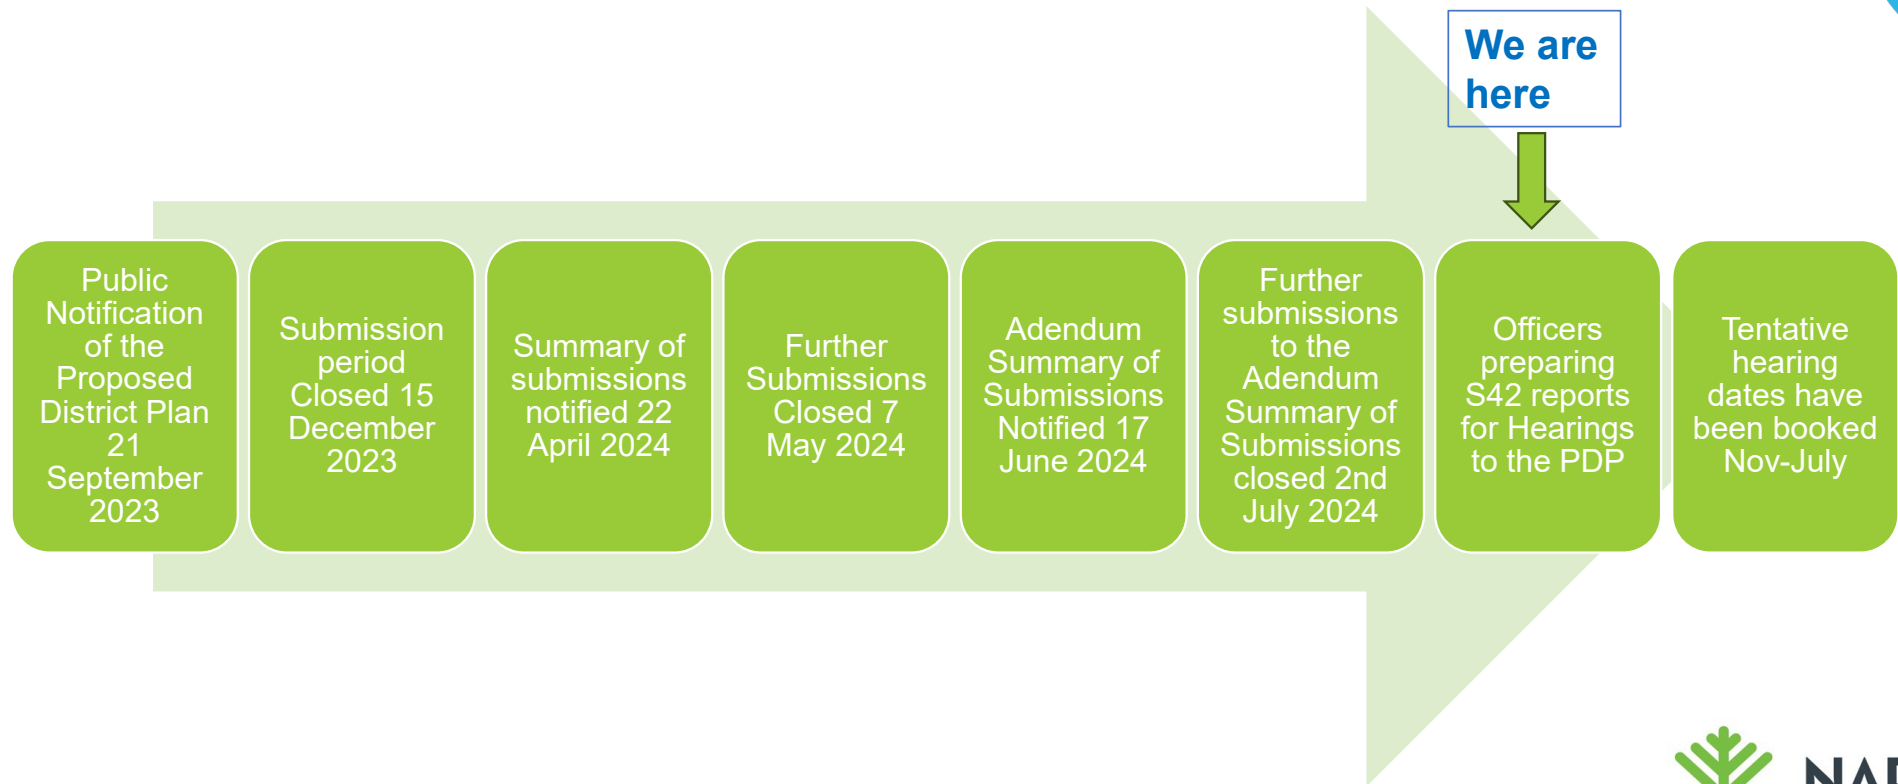 We are
here
Public
Notification
of the
Proposed
District Plan
21
September
2023
Submission
period
Closed 15
December
2023
Summary of
submissions
notified 22
April 2024
Further
Submissions
Closed 7
May 2024
Adendum
Summary of
Submissions
Notified 17
June 2024
Further
submissions
to the
Adendum
Summary of
Submissions
closed 2nd
July 2024
Officers
preparing
S42 reports
for Hearings
to the PDP
Tentative
hearing
dates have
been booked
Nov-July